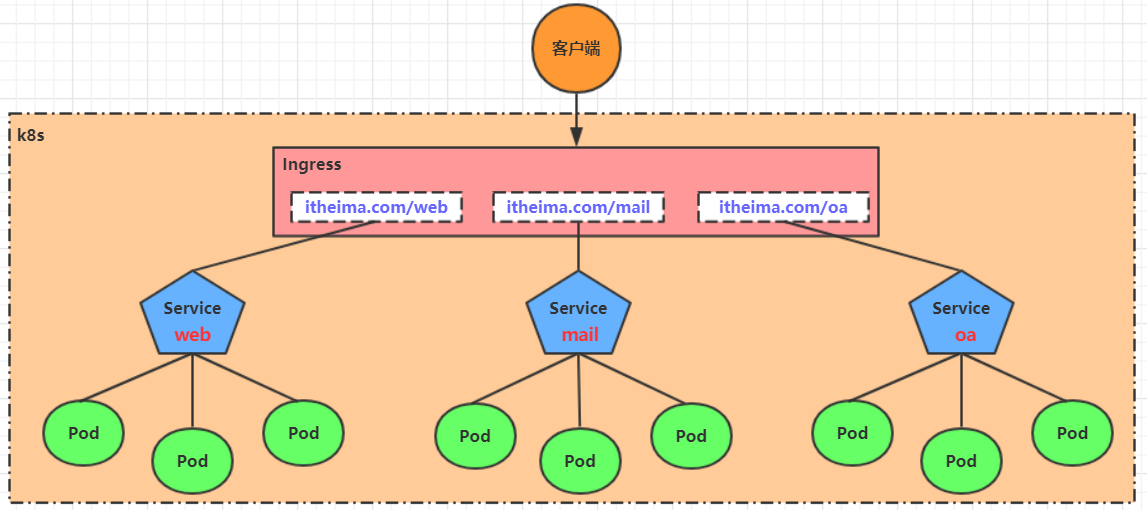 客户端
k8s
Ingress
itheima.com/web
itheima.com/mail
itheima.com/oa
Service
web
Service
mail
Service
oa
Pod
Pod
Pod
Pod
Pod
Pod
Pod
Pod
Pod